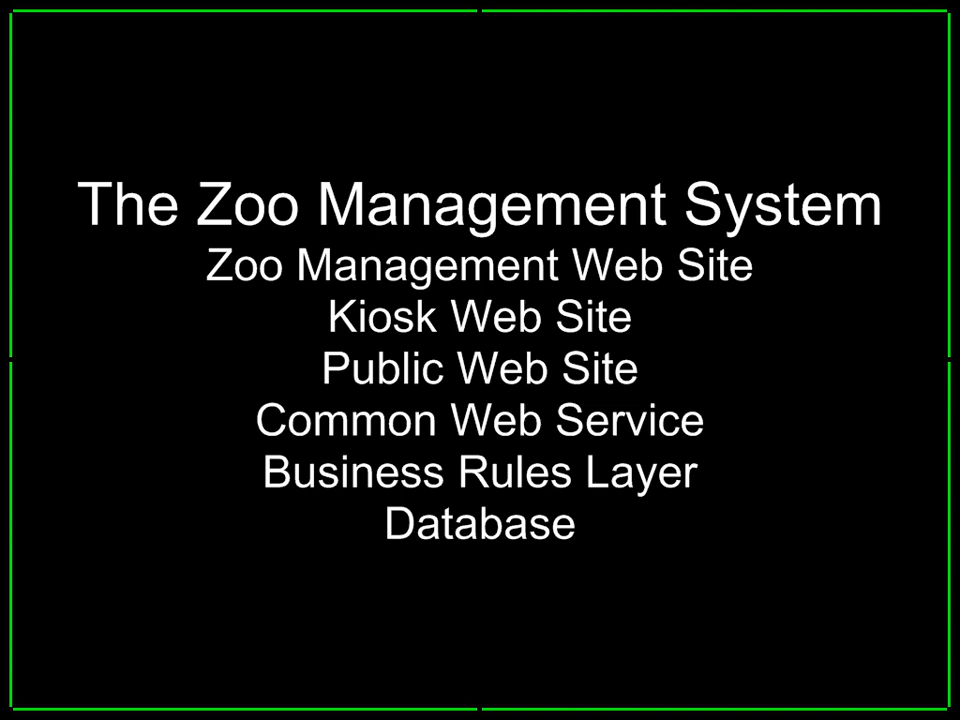 The Zoo Management System
Zoo Management Web Site
Kiosk Web Site
Public Web Site
Common Web Service
Business Rules Layer
Database